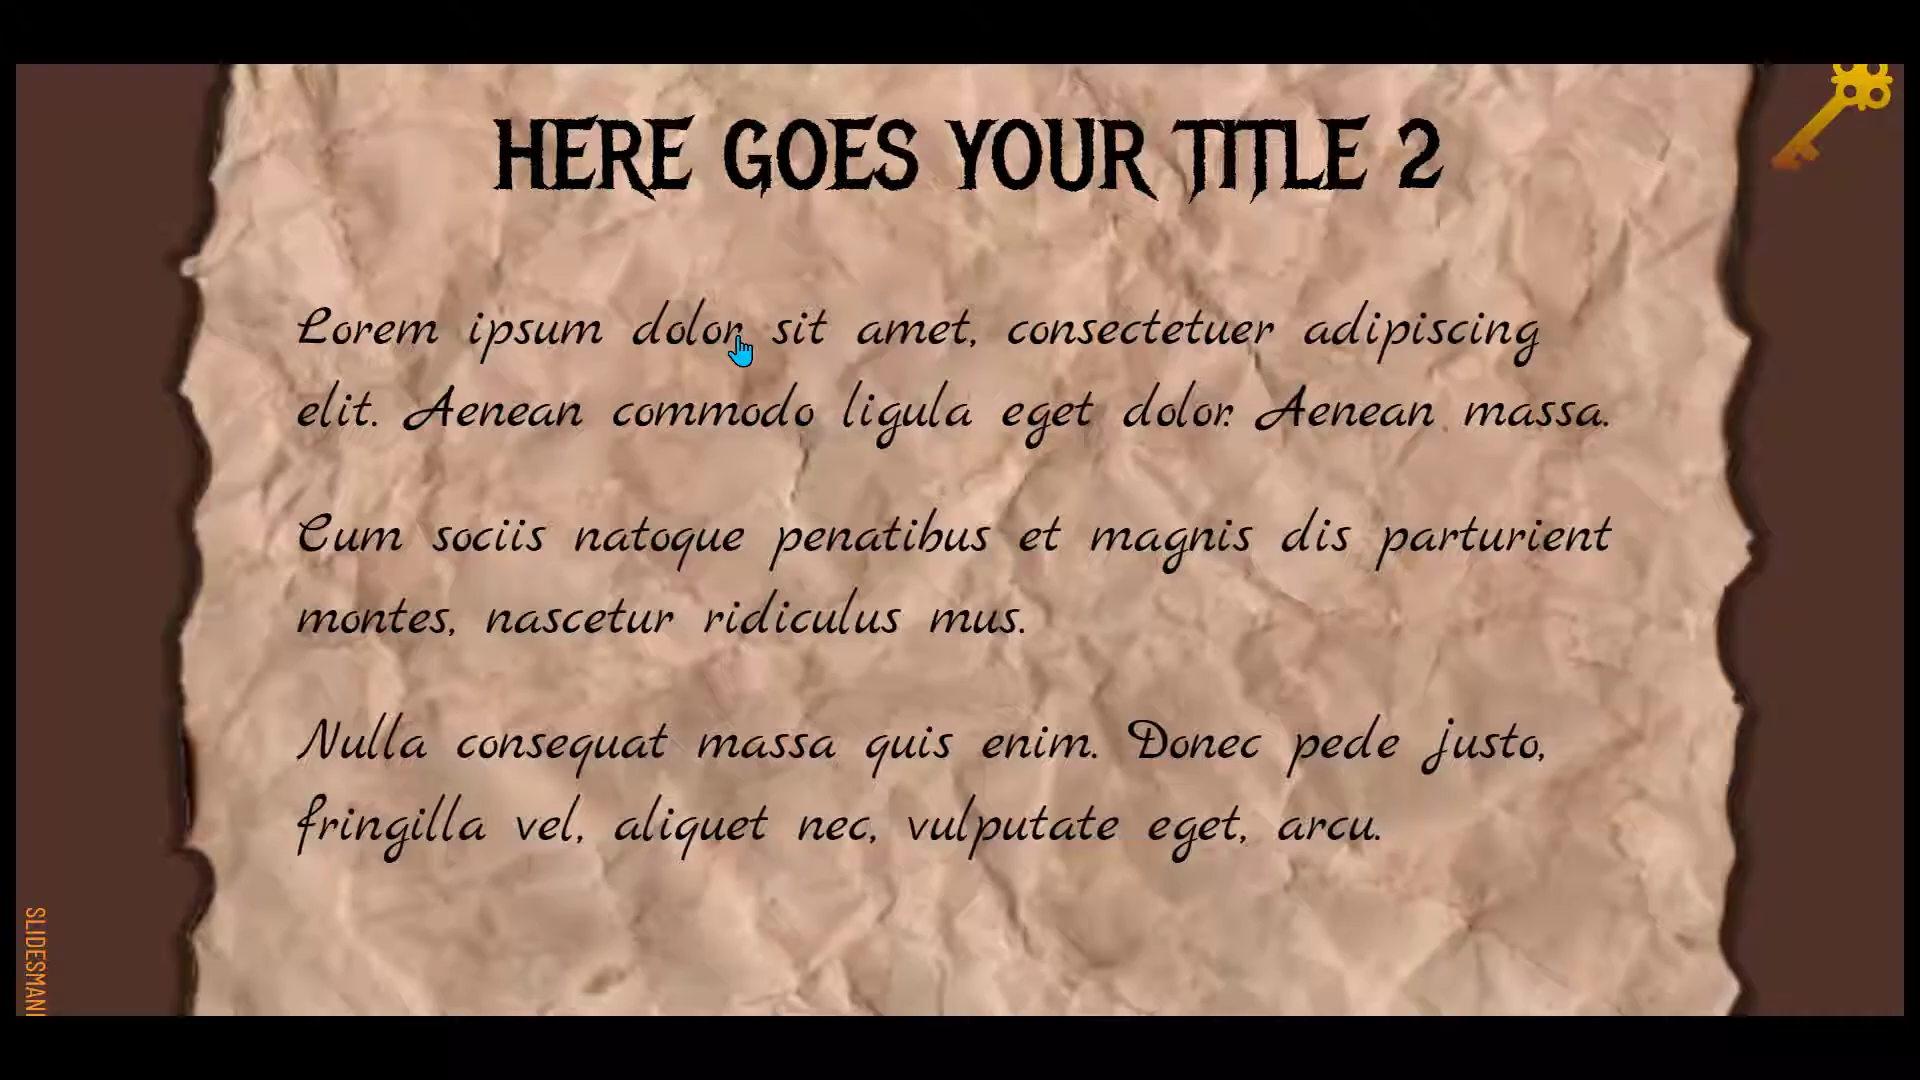 HERE GOES YOUR TITLE 2
Lorem ipsum dolor sit amet, consectetuer adipiscing
elit. Aenean commodo ligula eget dolor. Aenean massa.
Cum sociis natoque penatibus et magnis dis parturient
montes, nascetur ridiculus mus.
Nulla consequat massa quis enim. Donec pede justo,
fringilla vel, aliquet nec, vulputate eget, arcu.
SLIDESMANI